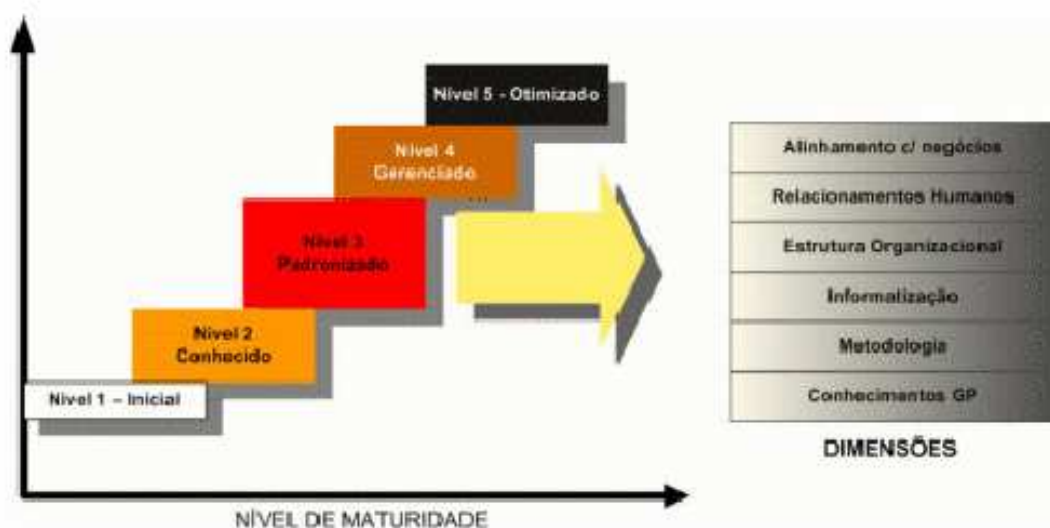 Nível 5 - Otimizado
Nível 4
Gerenciado
...
Nível 3
Padronizado
Nível 2
Conhecido
Nível 1 – Inicial
NÍVEL DE MATURIDADE
Alinhamento c/ negócios
Relacionamentos Humanos
Estrutura Organizacional
Informalização
Metodologia
Conhecimentos GP
DIMENSÕES